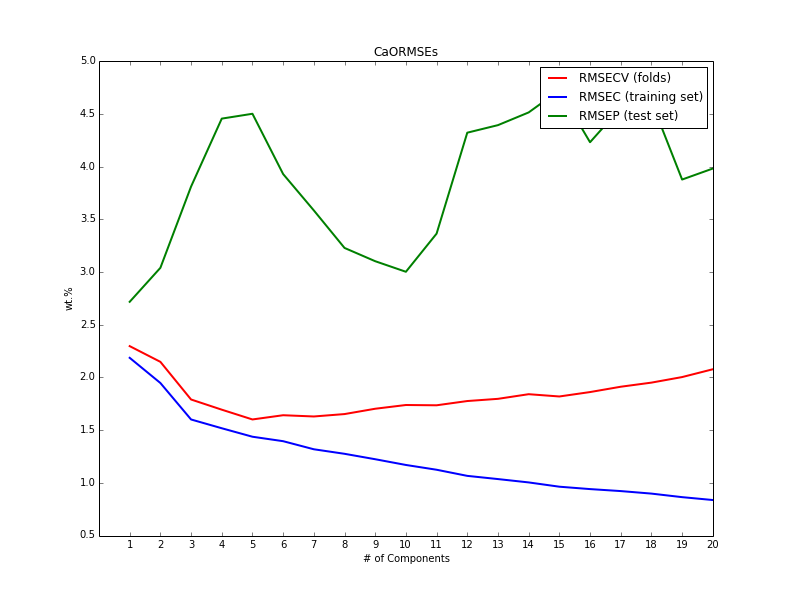 CaORMSEs
5.0
4.5
4.0
3.5
3.0
2.5
2.0
1.5
1.0
0.5
wt.%
RMSECV (folds)
RMSEC (training set)
RMSEP (test set)
1 2 3 4 5 6 7 8 9 10 11 12 13 14 15 16 17 18 19 20
# of Components